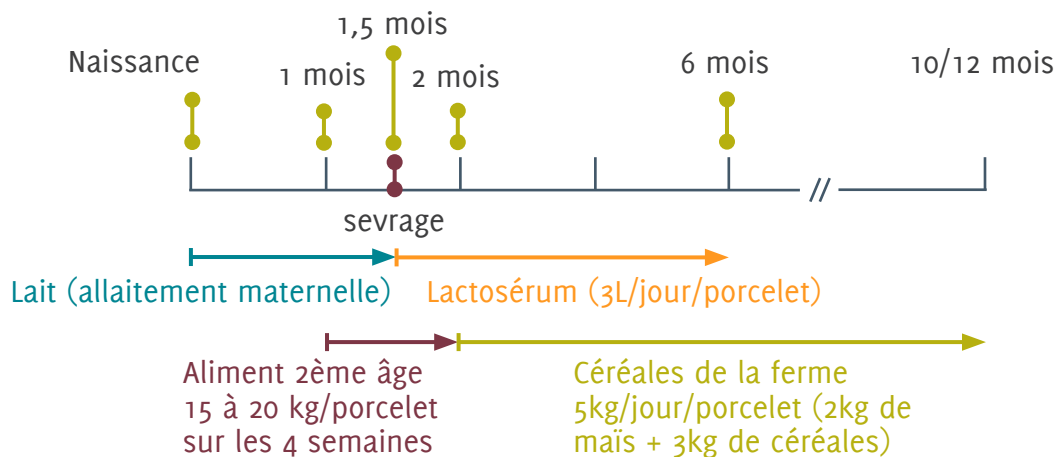 1,5 mois
Naissance
1 mois
2 mois
6 mois
10/12 mois
sevrage
Lait (allaitement maternelle)
Lactosérum (3L/jour/porcelet)
Aliment 2ème âge
15 à 20 kg/porcelet
sur les 4 semaines
Céréales de la ferme
5kg/jour/porcelet (2kg de
maïs + 3kg de céréales)